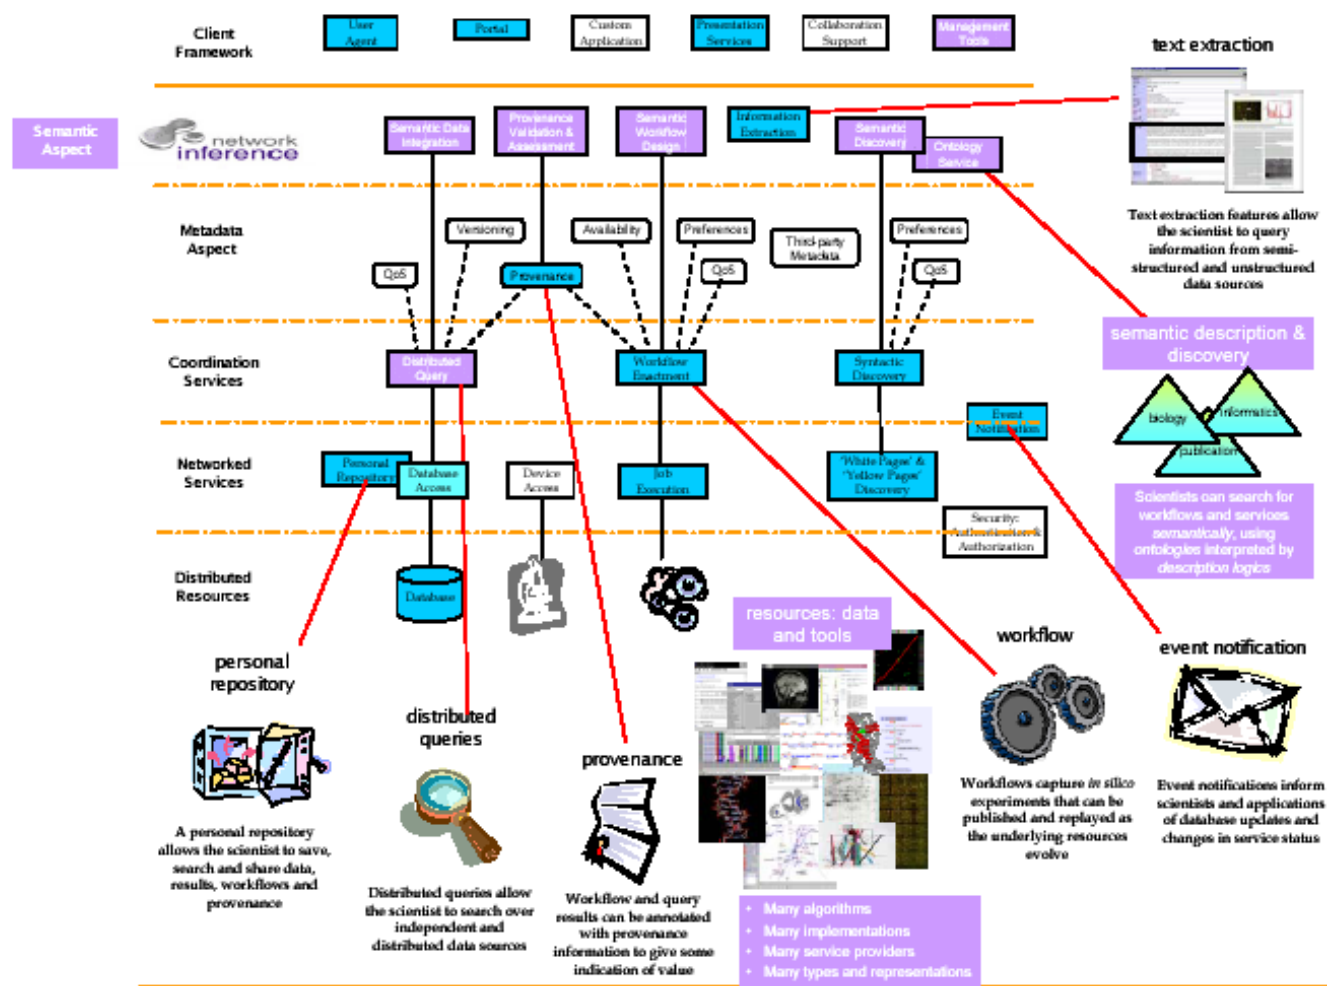 Client
Framework
User
Agent
Portal
Custom
Application
Presentation
Services
Collaboration
Support
Management
Tools
text extraction
Semantic
Aspect
network
inference
Semantic Data
Integration
Provenance
Validation &
Assessment
Semantic
Workflow
Design
Information
Extraction
Semantic
Discovery
Ontology
Service
Text extraction features allow
the scientist to query
information from semi-
structured and unstructured
data sources
Metadata
Aspect
Versioning
Availability
Preferences
Third-party
Metadata
Preferences
QoS
Provenance
QoS
QoS
semantic description &
discovery
Coordination
Services
Distributed
Query
Workflow
Enactment
Syntactic
Discovery
biology
informatics
publication
Event
Notification
Networked
Services
Personal
Repository
Database
Access
Device
Access
Job
Execution
'White Pages' &
'Yellow Pages'
Discovery
Security:
Authentication &
Authorization
Scientists can search for
workflows and services
semantically, using
ontologies interpreted by
description logics
Distributed
Resources
Database
resources: data
and tools
personal
repository
distributed
queries
provenance
workflow
event notification
A personal repository
allows the scientist to save,
search and share data,
results, workflows and
provenance
Distributed queries allow
the scientist to search over
independent and
distributed data sources
Workflow and query
results can be annotated
with provenance
information to give some
indication of value
• Many algorithms
• Many implementations
• Many service providers
• Many types and representations
Workflows capture in silico
experiments that can be
published and replayed as
the underlying resources
evolve
Event notifications inform
scientists and applications
of database updates and
changes in service status